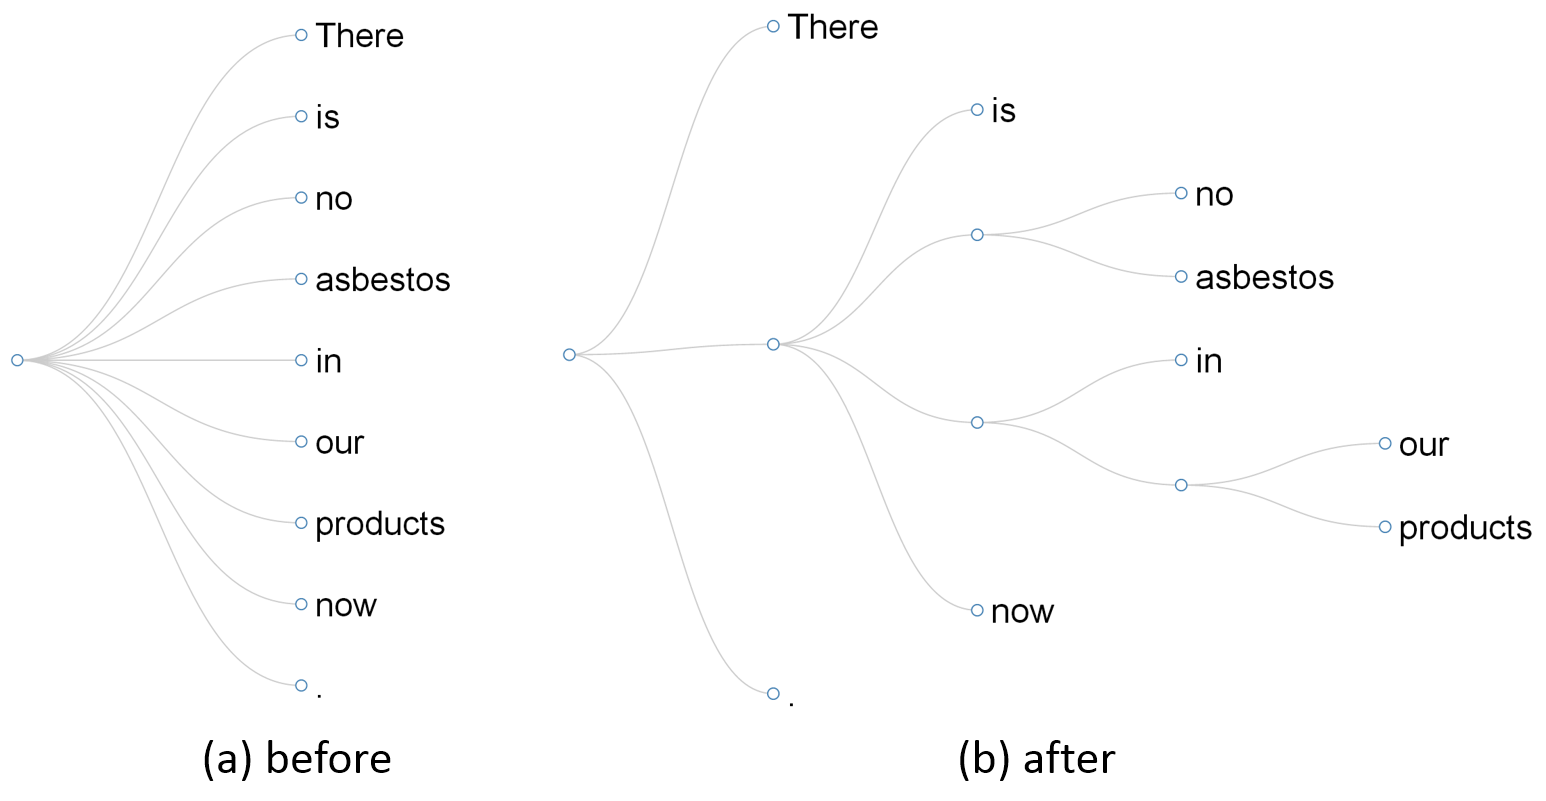 There
is
no
asbestos
in
our
products
now
.
(a) before
There
is
no
asbestos
in
our
products
now
.
(b) after